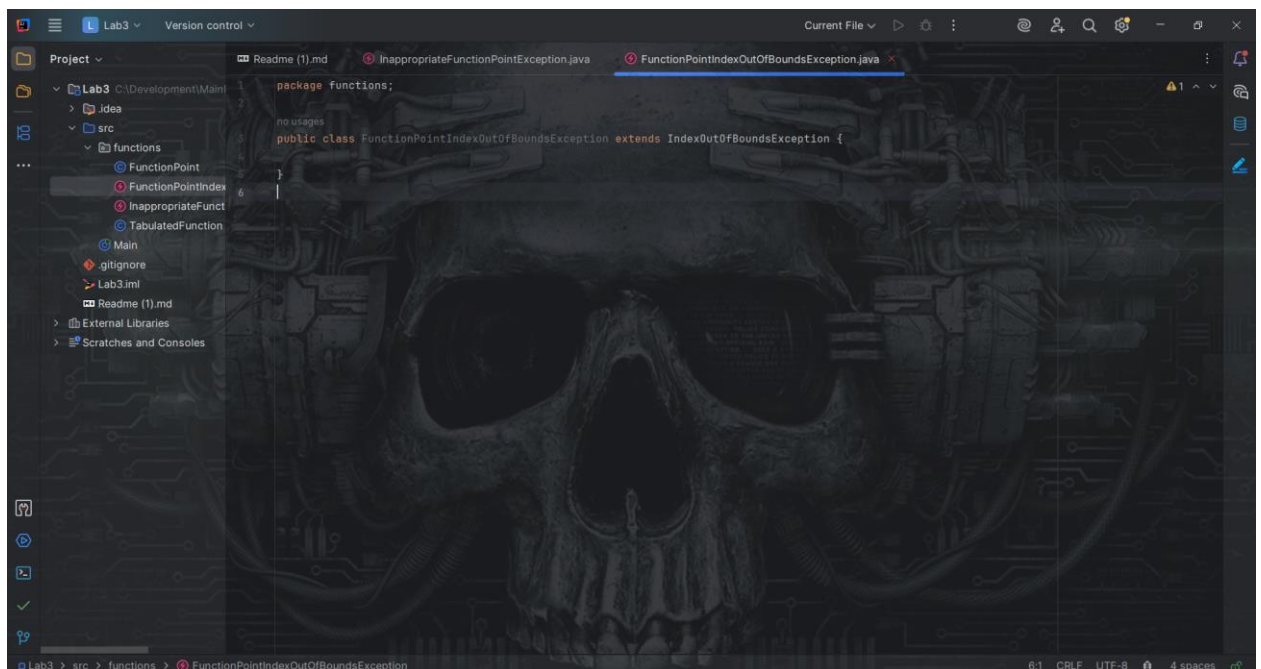 L Lab3 Version control Current File
Project
Readme (1).md InappropriateFunctionPointException.java FunctionPointIndexOutOfBoundsException.java
Lab3 C:\Development\MainI
.idea
src
functions
FunctionPoint
FunctionPointIndex
InappropriateFunct
TabulatedFunction
Main
.gitignore
Lab3.iml
Readme (1).md
External Libraries
Scratches and Consoles
1 package functions;
2
no usages
3 public class FunctionPointIndexOutOfBoundsException extends IndexOutOfBoundsException {
4
5 }
6
1
Lab3 > src > functions > FunctionPointIndexOutOfBoundsException 6:1 CRLF UTF-8 4 spaces